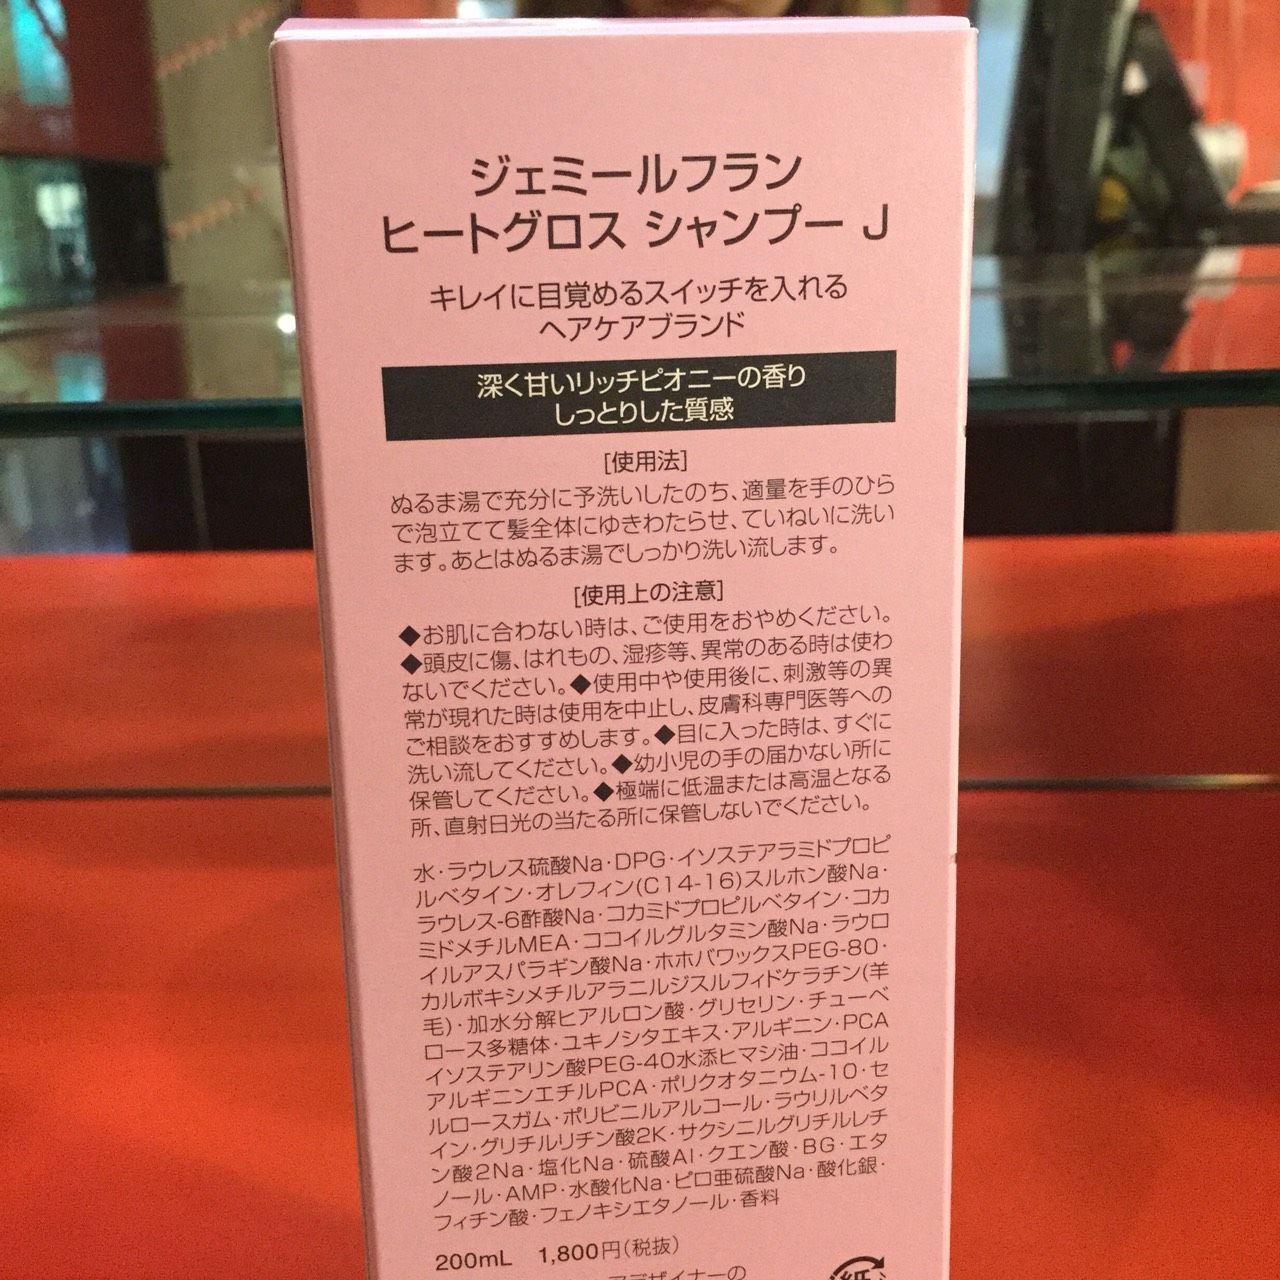 ジェミールフラン
ヒートグロス シャンプー J
キレイに目覚めるスイッチを入れる
ヘアケアブランド
深く甘いリッチピオニーの香り
しっとりした質感
[使用法]
ぬるま湯で充分に予洗いしたのち、適量を手のひら
で泡立てて髪全体にゆきわたらせ、ていねいに洗い
ます。あとはぬるま湯でしっかり洗い流します。
[使用上の注意]
◆お肌に合わない時は、ご使用をおやめください。
◆頭皮に傷、はれもの、湿疹等、異常のある時は使わ
ないでください。◆使用中や使用後に、刺激等の異
常が現れた時は使用を中止し、皮膚科専門医等への
ご相談をおすすめします。◆目に入った時は、すぐに
洗い流してください。◆幼小児の手の届かない所に
保管してください。◆極端に低温または高温となる
所、直射日光の当たる所に保管しないでください。
水・ラウレス硫酸Na・DPG・イソステアラミドプロピ
ルベタイン・オレフィン(C14-16)スルホン酸Na・
ラウレス-6酢酸Na・コカミドプロピルベタイン・コカ
ミドメチルMEA・ココイルグルタミン酸Na・ラウロ
イルアスパラギン酸Na・ホホバワックスPEG-80・
カルボキシメチルアラニルジスルフィドケラチン(羊
毛)・加水分解ヒアルロン酸・グリセリン・チューベ
ロース多糖体・ユキノシタエキス・アルギニン・PCA
イソステアリン酸PEG-40水添ヒマシ油・ココイル
アルギニンエチルPCA・ポリクオタニウム-10・セ
ルロースガム・ポリビニルアルコール・ラウリルベタ
イン・グリチルリチン酸2K・サクシニルグリチルレチ
ン酸2Na・塩化Na・硫酸Al・クエン酸・BG・エタ
ノール・AMP・水酸化Na・ピロ亜硫酸Na・酸化銀・
フィチン酸・フェノキシエタノール・香料
200mL 1,800円(税抜)
アデザイナーの
紙